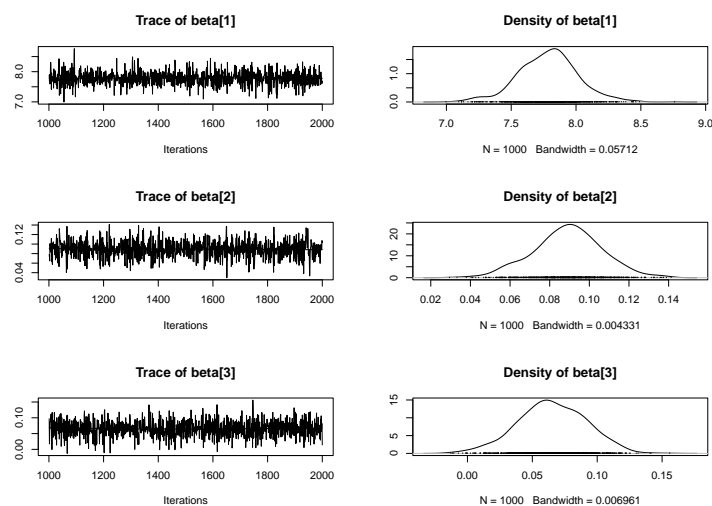 Trace of beta[1]
7.0 8.0
1000 1200 1400 1600 1800 2000
Iterations
Density of beta[1]
0.0 1.0
7.0 7.5 8.0 8.5 9.0
N = 1000 Bandwidth = 0.05712
Trace of beta[2]
0.04 0.12
1000 1200 1400 1600 1800 2000
Iterations
Density of beta[2]
0 10 20
0.02 0.04 0.06 0.08 0.10 0.12 0.14
N = 1000 Bandwidth = 0.004331
Trace of beta[3]
0.00 0.10
1000 1200 1400 1600 1800 2000
Iterations
Density of beta[3]
0 5 15
0.00 0.05 0.10 0.15
N = 1000 Bandwidth = 0.006961